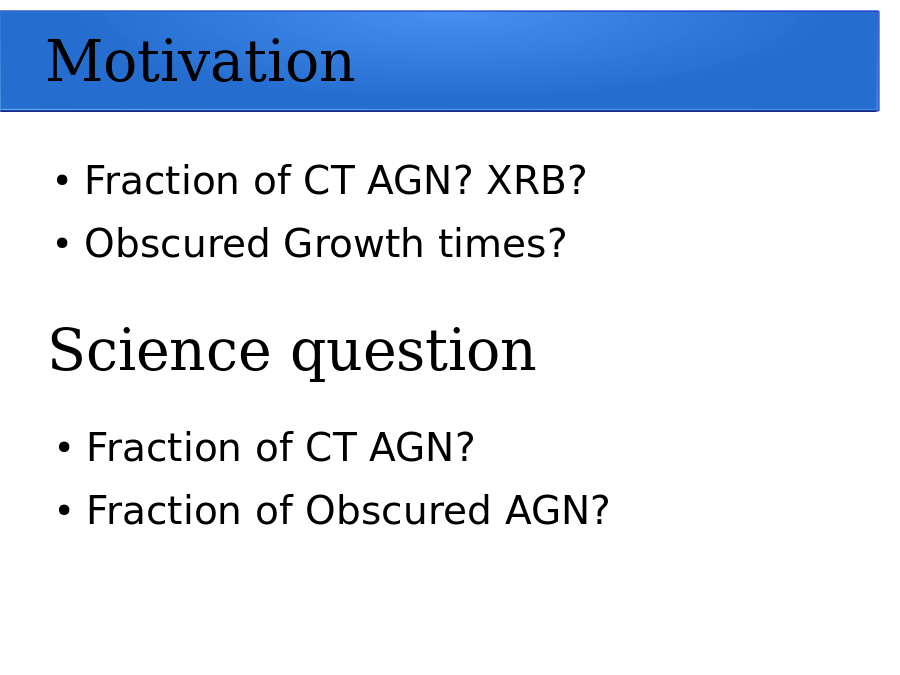 Motivation
• Fraction of CT AGN? XRB?
• Obscured Growth times?
Science question
• Fraction of CT AGN?
• Fraction of Obscured AGN?